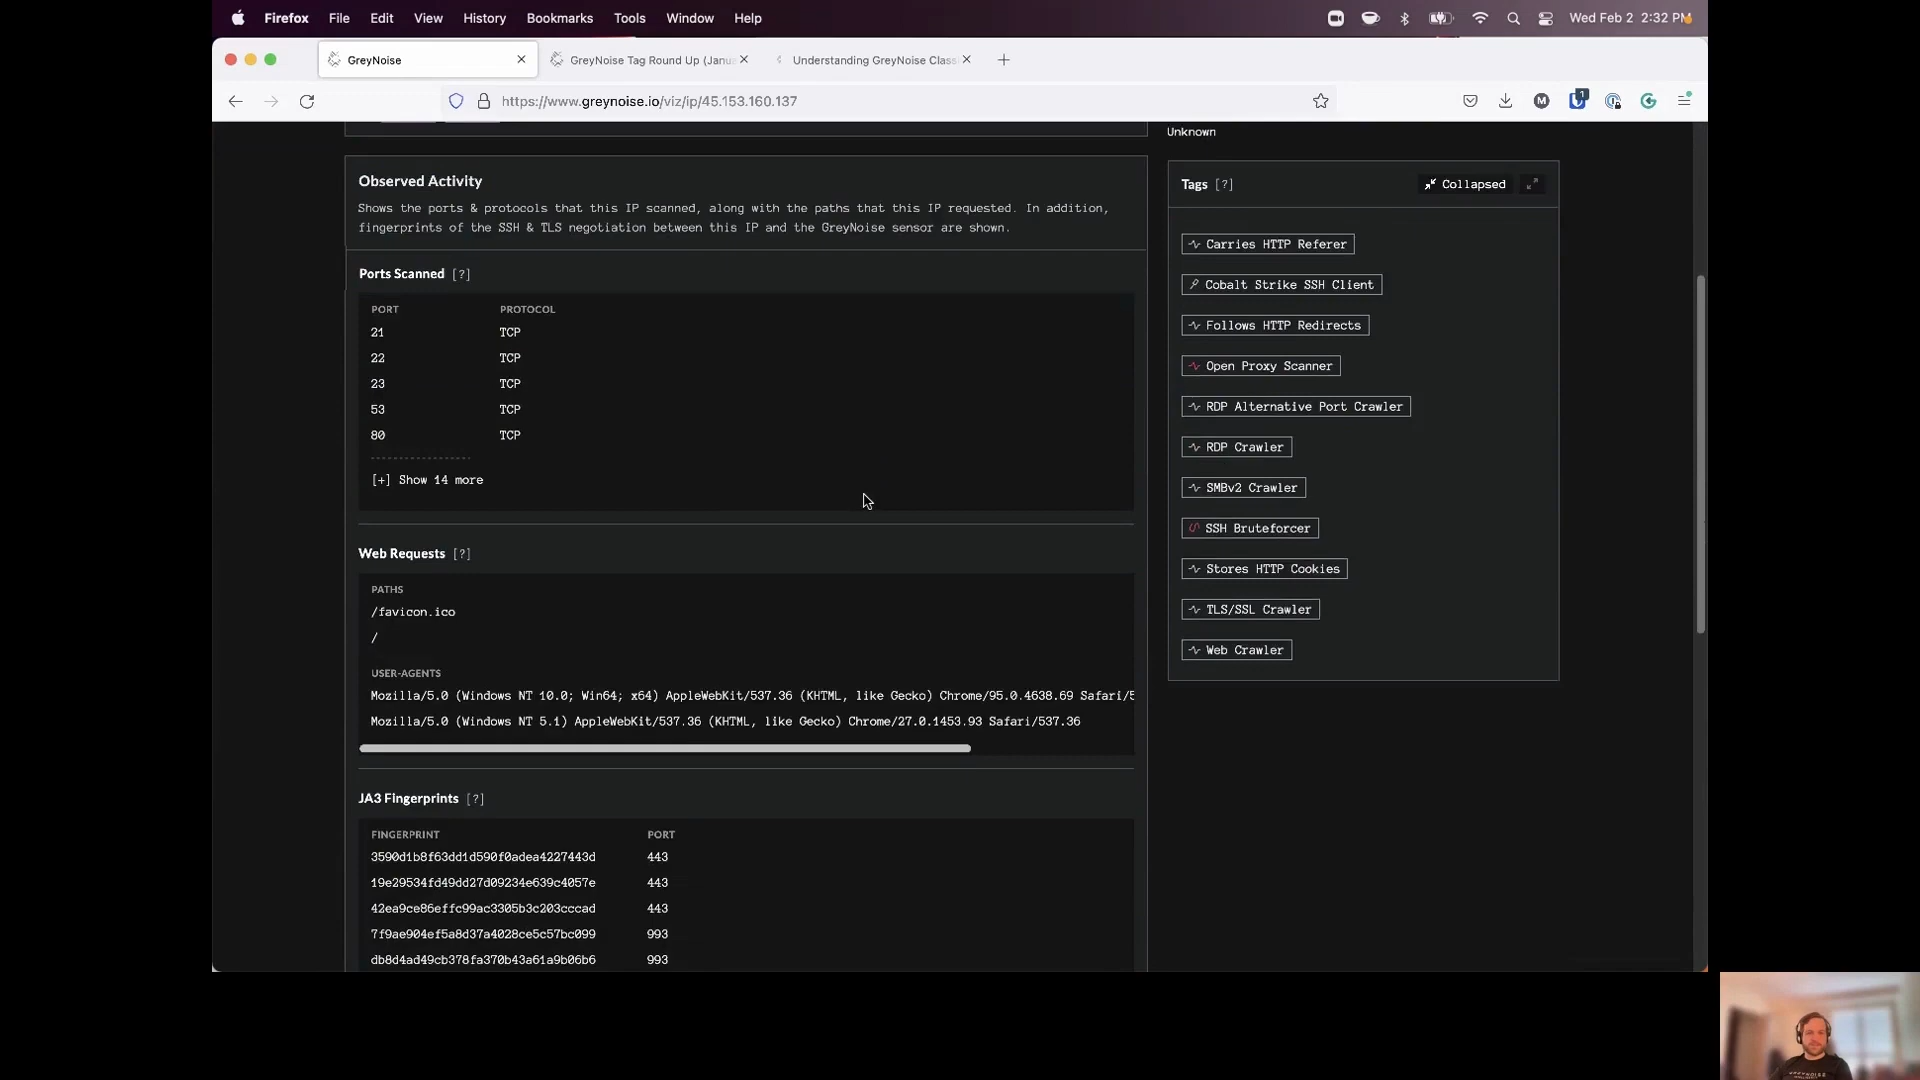 Firefox File Edit View History Bookmarks Tools Window Help
Wed Feb 2 2:32 PM
GreyNoise
GreyNoise Tag Round Up (Janu
Understanding GreyNoise Class
https://www.greynoise.io/viz/ip/45.153.160.137
M
1
Unknown
Observed Activity
Shows the ports & protocols that this IP scanned, along with the paths that this IP requested. In addition,
fingerprints of the SSH & TLS negotiation between this IP and the GreyNoise sensor are shown.
Ports Scanned [?]
PORT PROTOCOL
21 TCP
22 TCP
23 TCP
53 TCP
80 TCP
[+] Show 14 more
Web Requests [?]
PATHS
/favicon.ico
/
USER-AGENTS
Mozilla/5.0 (Windows NT 10.0; Win64; x64) AppleWebKit/537.36 (KHTML, like Gecko) Chrome/95.0.4638.69 Safari/5
Mozilla/5.0 (Windows NT 5.1) AppleWebKit/537.36 (KHTML, like Gecko) Chrome/27.0.1453.93 Safari/537.36
JA3 Fingerprints [?]
FINGERPRINT PORT
3590d1b8f63dd1d590f0adea4227443d 443
19e29534fd49dd27d09234e639c4057e 443
42ea9ce86effc99ac3305b3c203cccad 443
7f9ae904ef5a8d37a4028ce5c57bc099 993
db8d4ad49cb378fa370b43a61a9b06b6 993
Tags [?]
Collapsed
Carries HTTP Referer
Cobalt Strike SSH Client
Follows HTTP Redirects
Open Proxy Scanner
RDP Alternative Port Crawler
RDP Crawler
SMBv2 Crawler
SSH Bruteforcer
Stores HTTP Cookies
TLS/SSL Crawler
Web Crawler
GREYNOISE